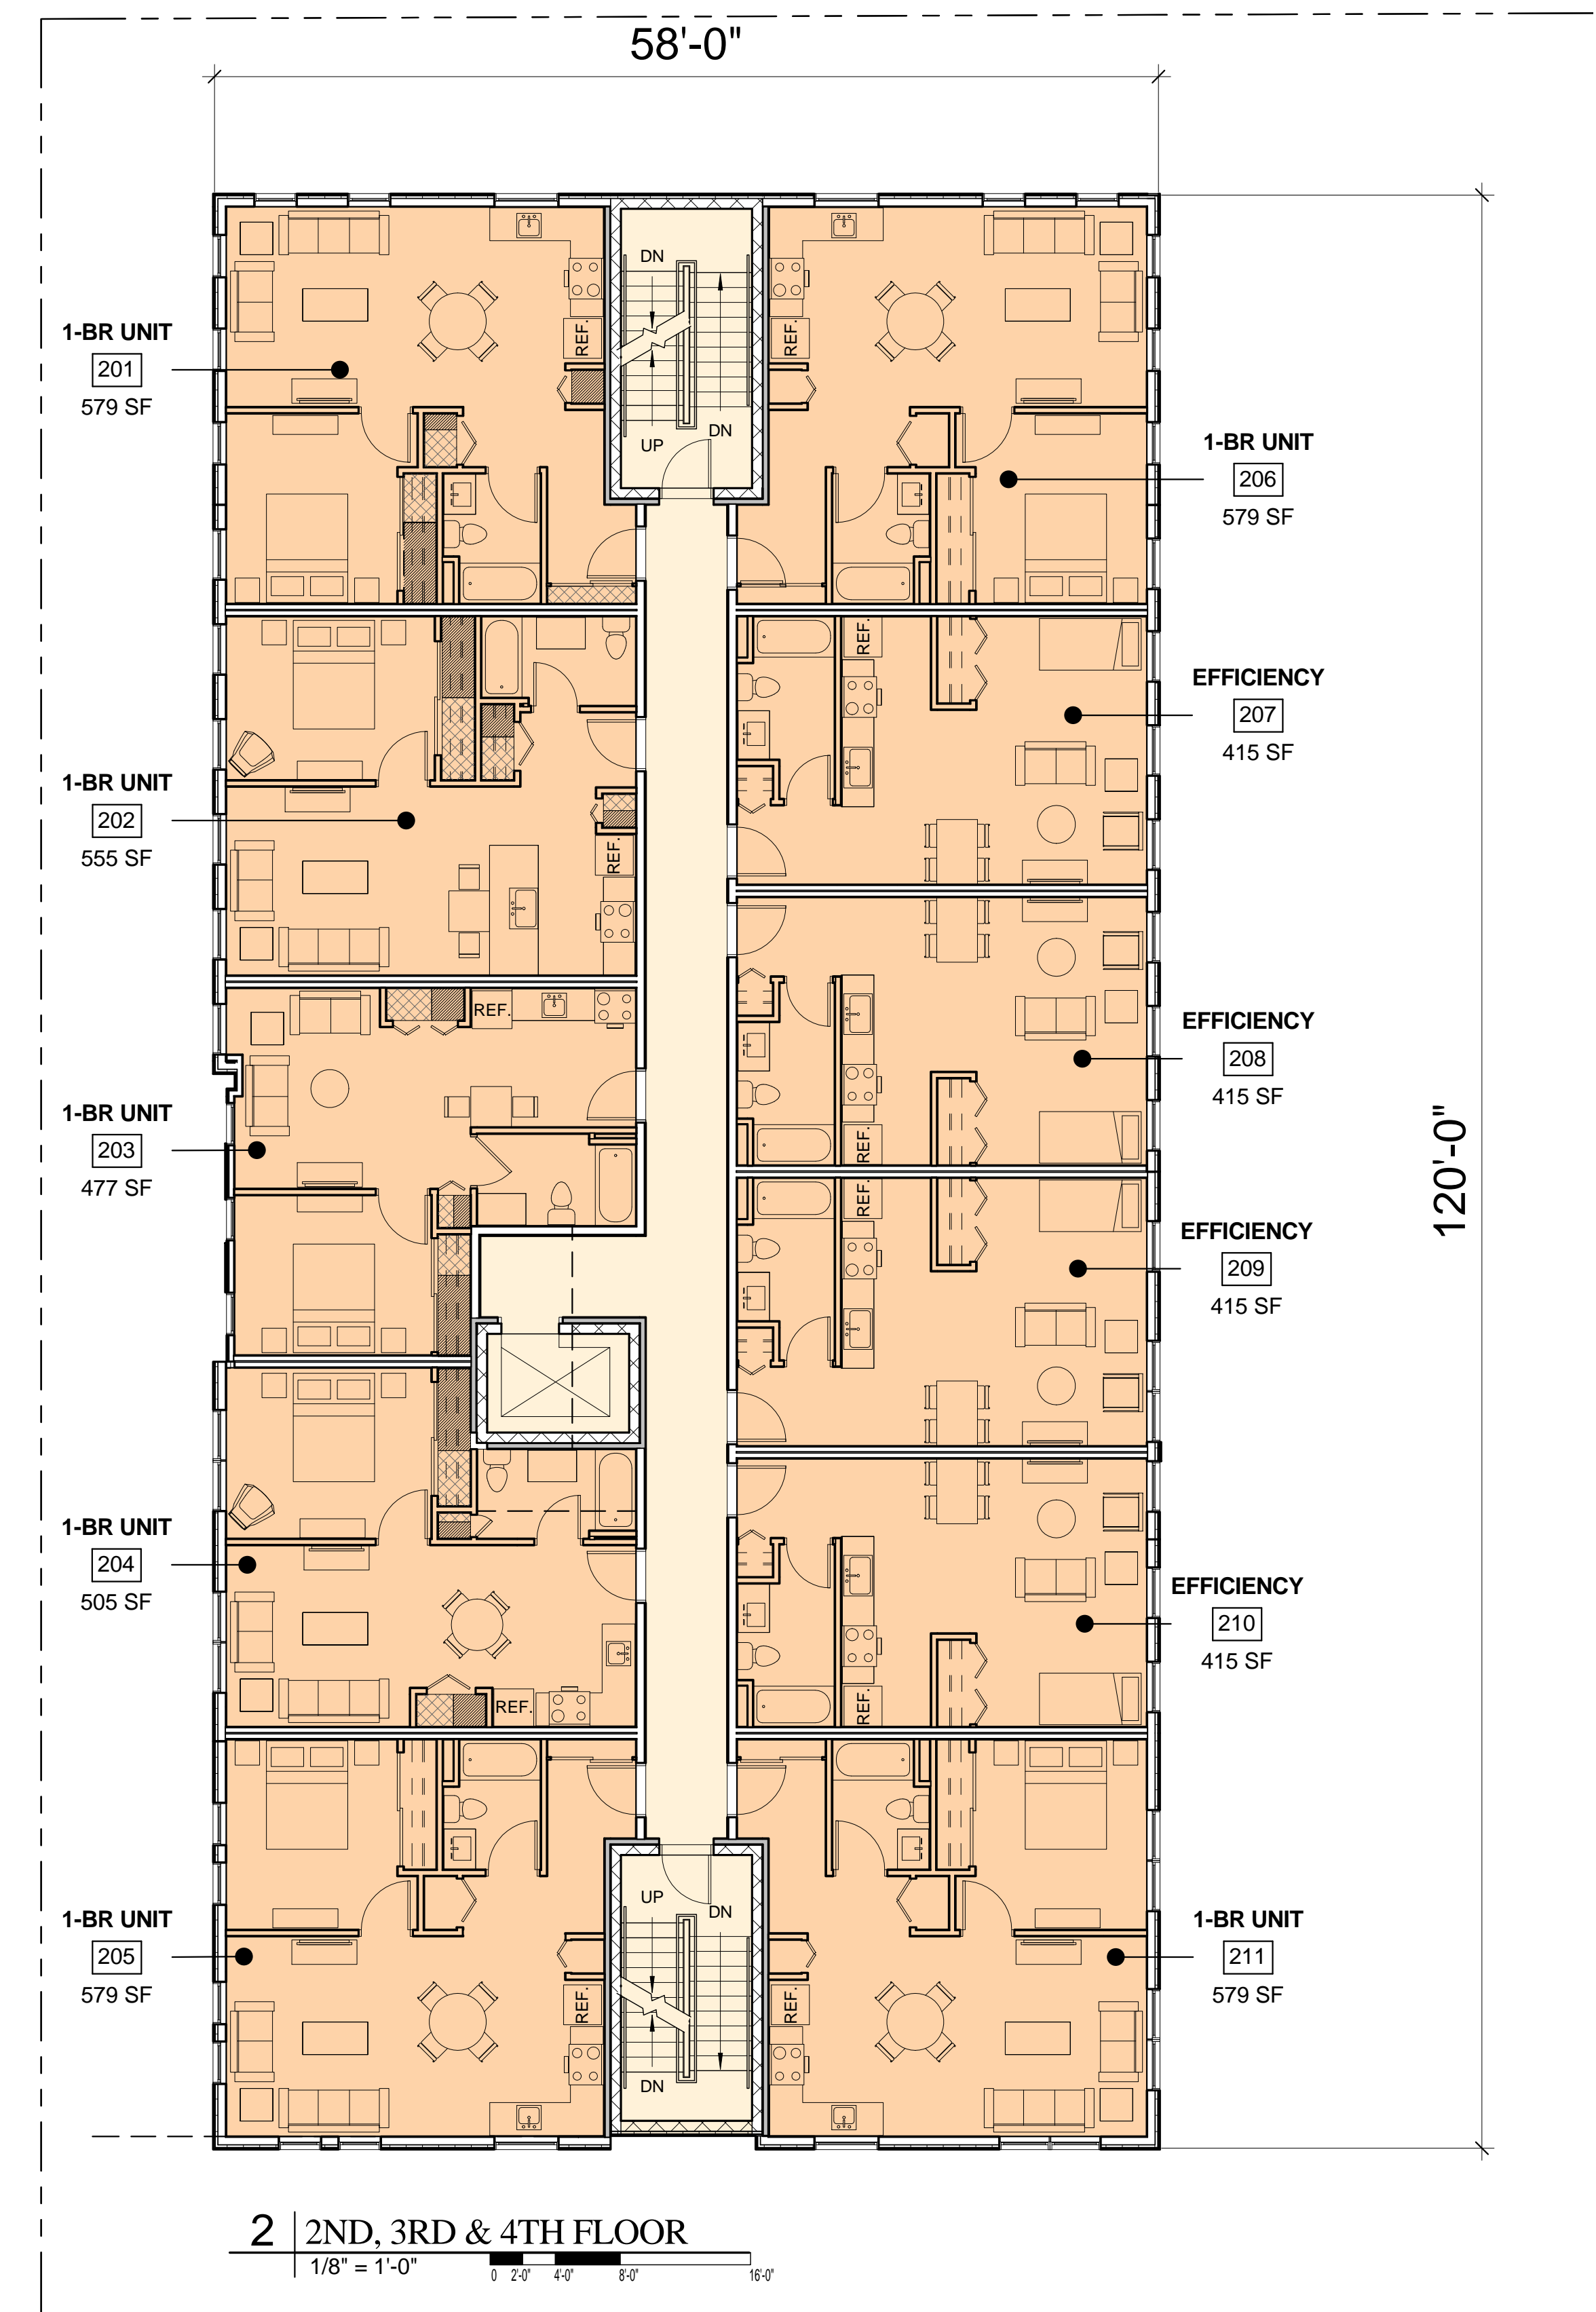 58'-0"
DN
REF.
REF.
UP
DN
1-BR UNIT
201
579 SF
1-BR UNIT
206
579 SF
REF.
EFFICIENCY
207
415 SF
1-BR UNIT
202
555 SF
REF.
REF.
EFFICIENCY
208
415 SF
1-BR UNIT
203
477 SF
REF.
REF.
120'-0"
EFFICIENCY
209
415 SF
1-BR UNIT
204
505 SF
REF.
EFFICIENCY
210
415 SF
REF.
UP
DN
1-BR UNIT
205
579 SF
1-BR UNIT
211
579 SF
REF.
REF.
DN
2
2ND, 3RD & 4TH FLOOR
1/8" = 1'-0"
0 2'-0" 4'-0" 8'-0" 16'-0"